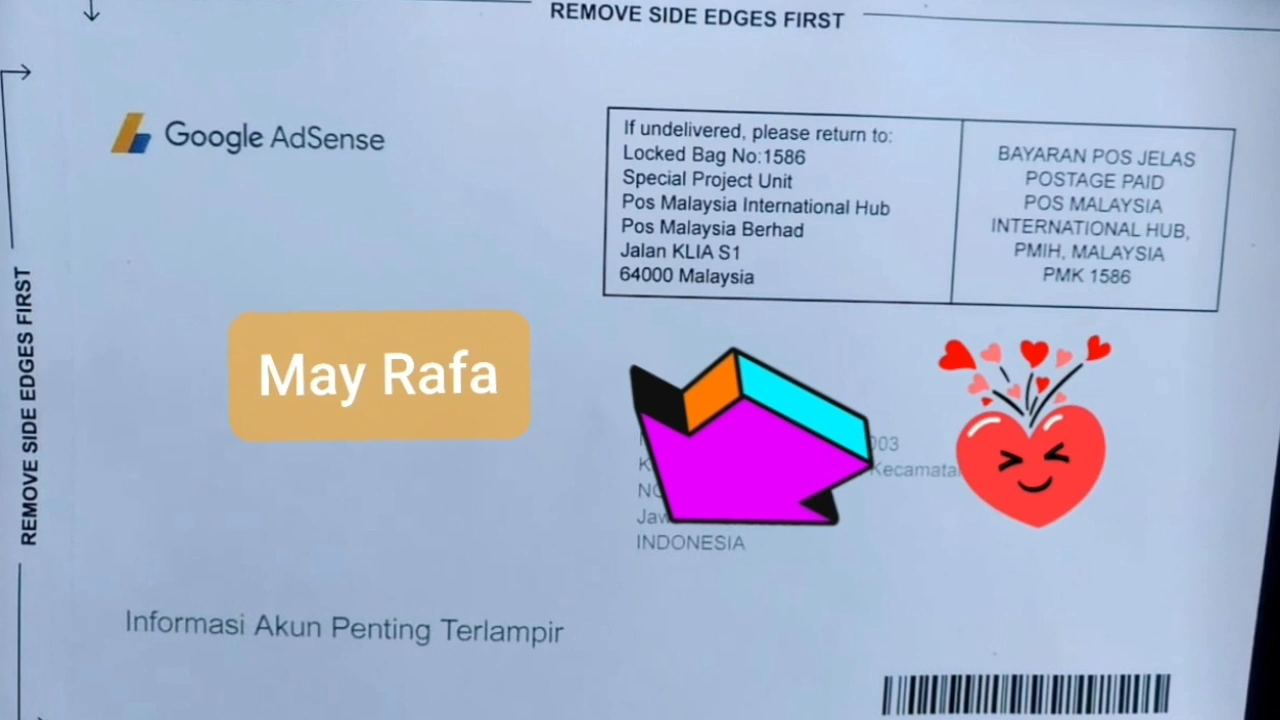 REMOVE SIDE EDGES FIRST
Google AdSense
If undelivered, please return to:
Locked Bag No:1586
Special Project Unit
Pos Malaysia International Hub
Pos Malaysia Berhad
Jalan KLIA S1
64000 Malaysia
BAYARAN POS JELAS
POSTAGE PAID
POS MALAYSIA
INTERNATIONAL HUB,
PMIH, MALAYSIA
PMK 1586
REMOVE SIDE EDGES FIRST
May Rafa
INDONESIA
Informasi Akun Penting Terlampir